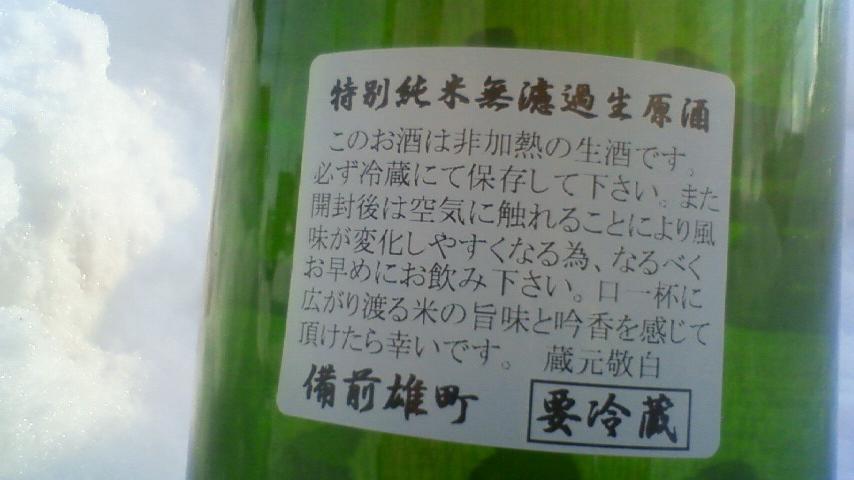 特別純米無濾過生原酒
このお酒は非加熱の生酒です。
必ず冷蔵にて保存して下さい。また
開封後は空気に触れることにより風
味が変化しやすくなる為、なるべく
お早めにお飲み下さい。口一杯に
広がり渡る米の旨味と吟香を感じて
頂けたら幸いです。 蔵元敬白
備前雄町 要冷蔵